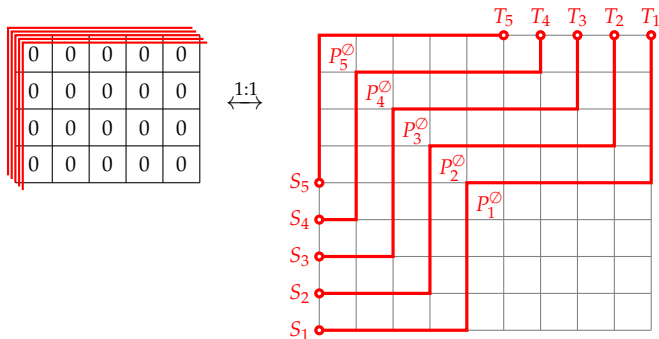 0 0 0 0 0
0 0 0 0 0
0 0 0 0 0
0 0 0 0 0
1:1
T₅ T₄ T₃ T₂ T₁
P₅^∅
P₄^∅
P₃^∅
P₂^∅
P₁^∅
S₅
S₄
S₃
S₂
S₁